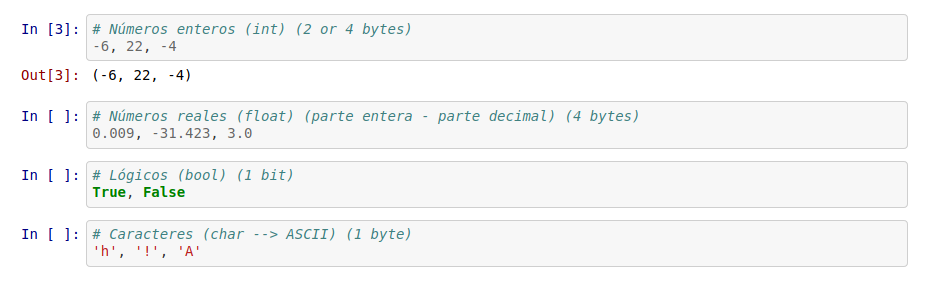 In [3]: # Números enteros (int) (2 or 4 bytes)
-6, 22, -4
Out[3]: (-6, 22, -4)
In [ ]: # Números reales (float) (parte entera - parte decimal) (4 bytes)
0.009, -31.423, 3.0
In [ ]: # Lógicos (bool) (1 bit)
True, False
In [ ]: # Caracteres (char --> ASCII) (1 byte)
'h', '!', 'A'